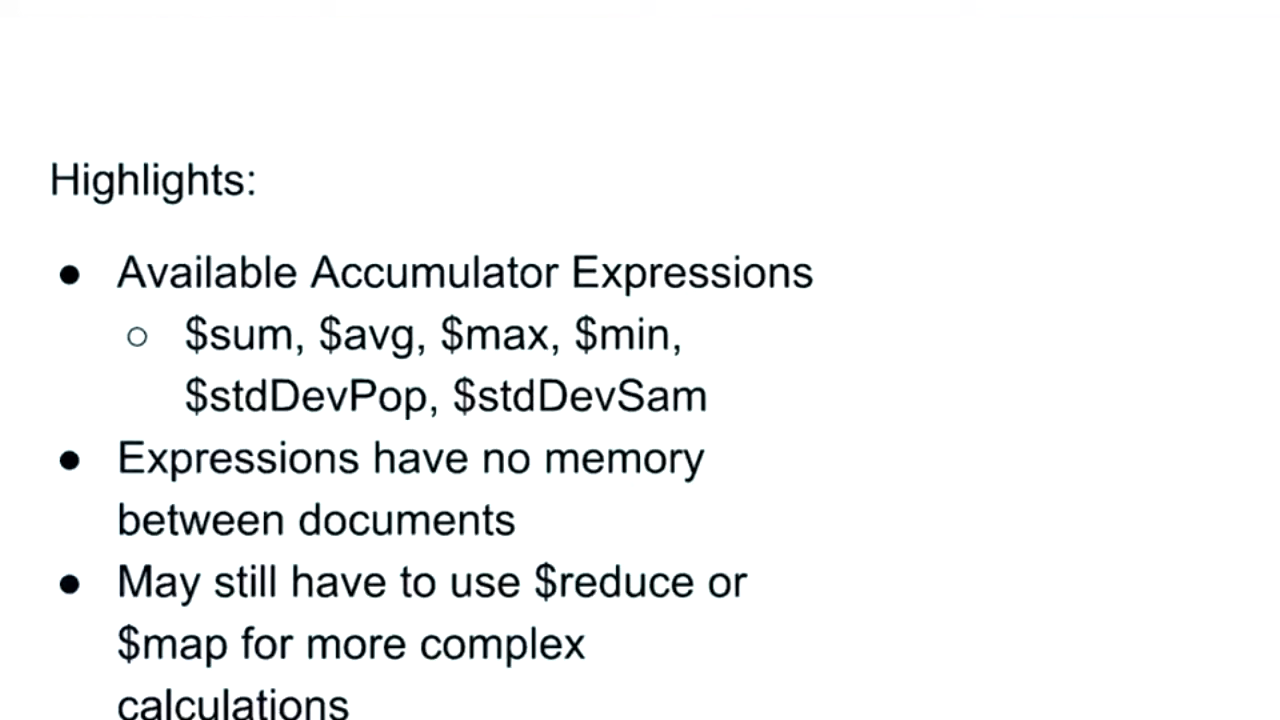 Highlights:
● Available Accumulator Expressions
○ $sum, $avg, $max, $min,
$stdDevPop, $stdDevSam
● Expressions have no memory
between documents
● May still have to use $reduce or
$map for more complex
calculations